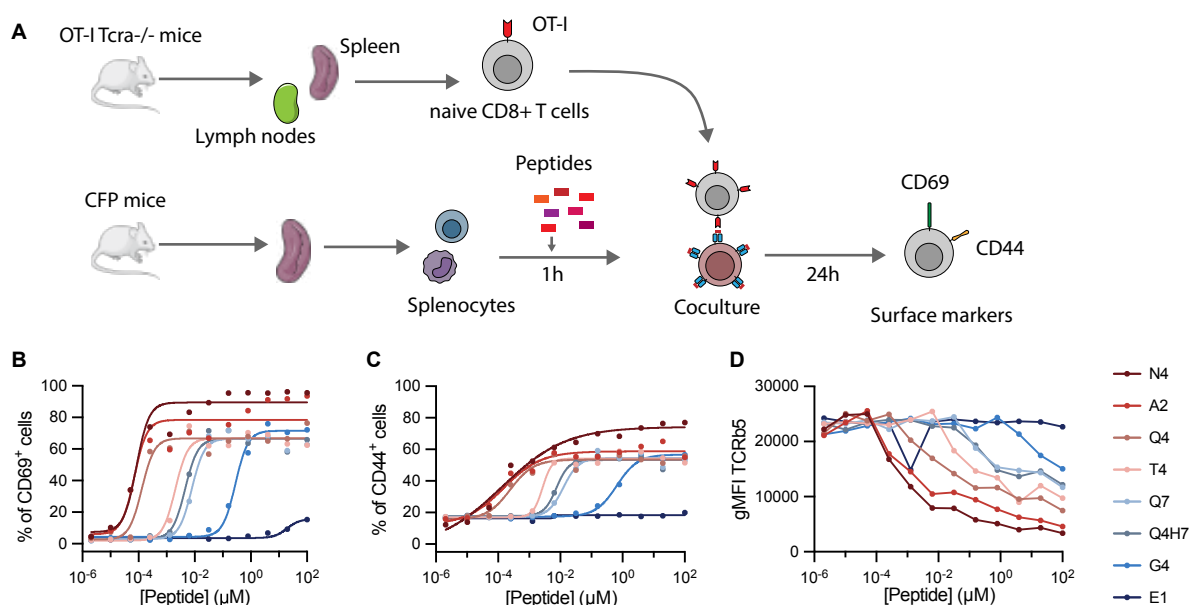 A
OT-I Tcra-/- mice
Spleen
Lymph nodes
OT-I
naive CD8+ T cells
CFP mice
Splenocytes
Peptides
1h
Coculture
24h
CD69
CD44
Surface markers
B
% of CD69+ cells
100
80
60
40
20
0
10-6
10-4
10-2
100
102
[Peptide] (µM)
C
% of CD44+ cells
100
80
60
40
20
0
10-6
10-4
10-2
100
102
[Peptide] (µM)
D
gMFI TCRb5
30000
20000
10000
0
10-6
10-4
10-2
100
102
[Peptide] (µM)
N4
A2
Q4
T4
Q7
Q4H7
G4
E1